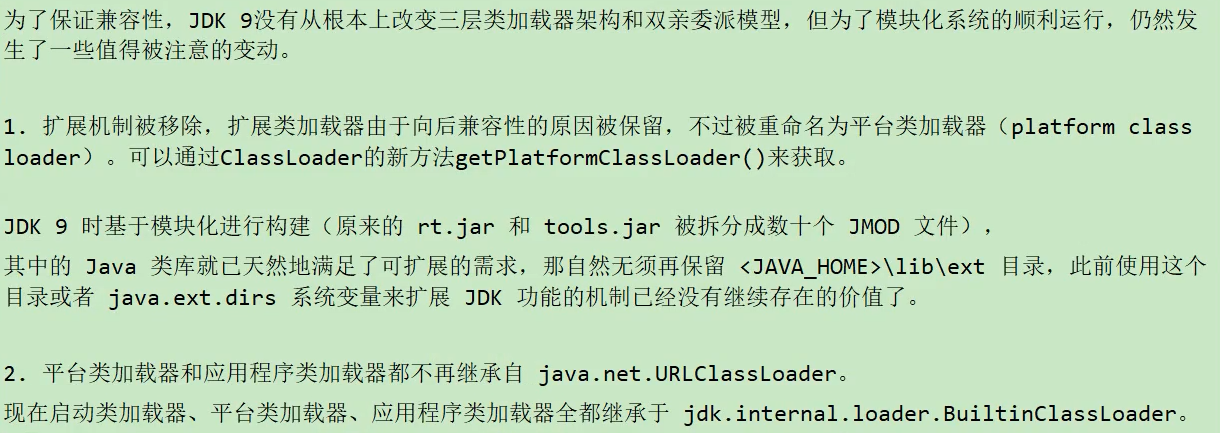 为了保证兼容性，JDK 9没有从根本上改变三层类加载器架构和双亲委派模型，但为了模块化系统的顺利运行，仍然发
生了一些值得被注意的变动。
1. 扩展机制被移除，扩展类加载器由于向后兼容性的原因被保留，不过被重命名为平台类加载器（platform class
loader）。可以通过ClassLoader的新方法getPlatformClassLoader()来获取。
JDK 9 时基于模块化进行构建（原来的 rt.jar 和 tools.jar 被拆分成数十个 JMOD 文件），
其中的 Java 类库就已天然地满足了可扩展的需求，那自然无须再保留 <JAVA_HOME>\lib\ext 目录，此前使用这个
目录或者 java.ext.dirs 系统变量来扩展 JDK 功能的机制已经没有继续存在的价值了。
2. 平台类加载器和应用程序类加载器都不再继承自 java.net.URLClassLoader。
现在启动类加载器、平台类加载器、应用程序类加载器全都继承于 jdk.internal.loader.BuiltinClassLoader。